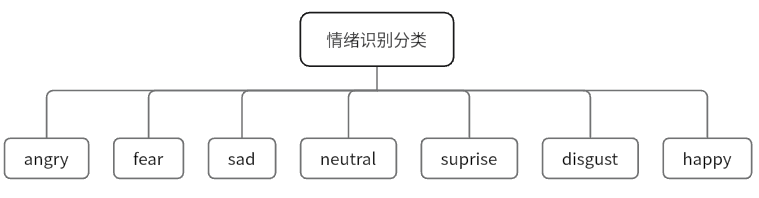 情绪识别分类
angry
fear
sad
neutral
suprise
disgust
happy